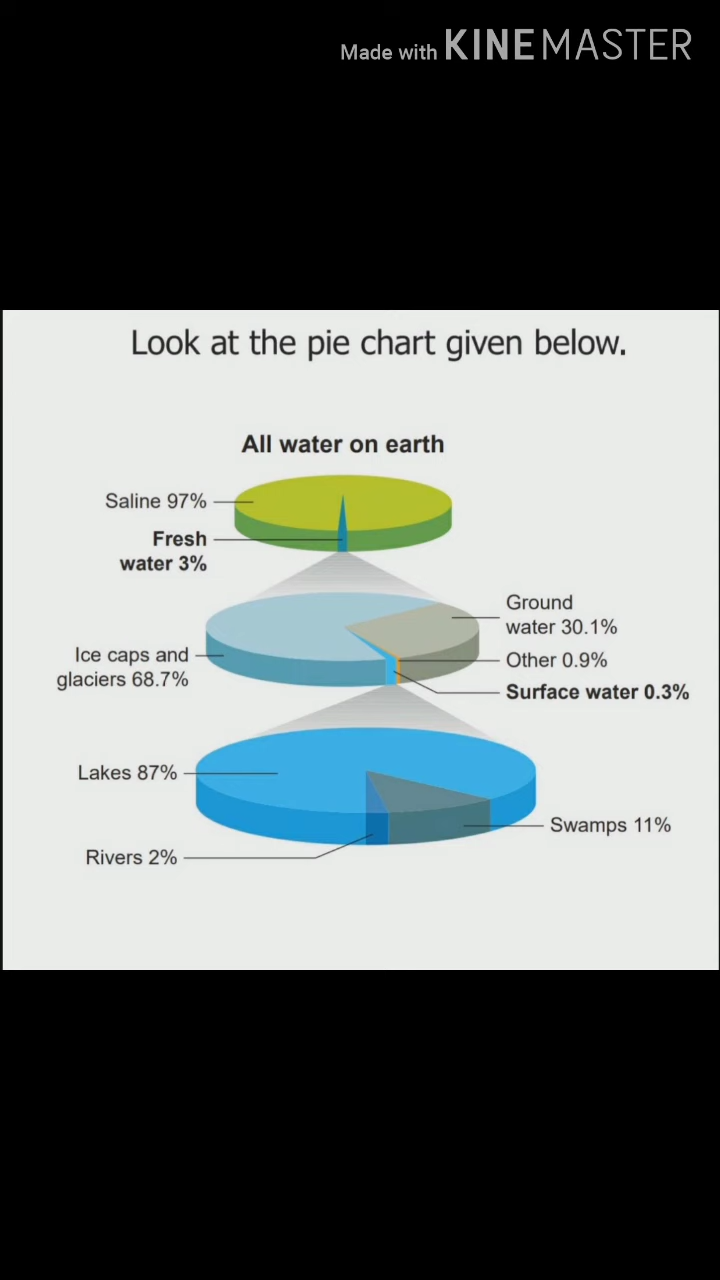 Made with KINEMASTER
Look at the pie chart given below.
All water on earth
Saline 97%
Fresh
water 3%
Ground
water 30.1%
Ice caps and
glaciers 68.7%
Other 0.9%
Surface water 0.3%
Lakes 87%
Swamps 11%
Rivers 2%